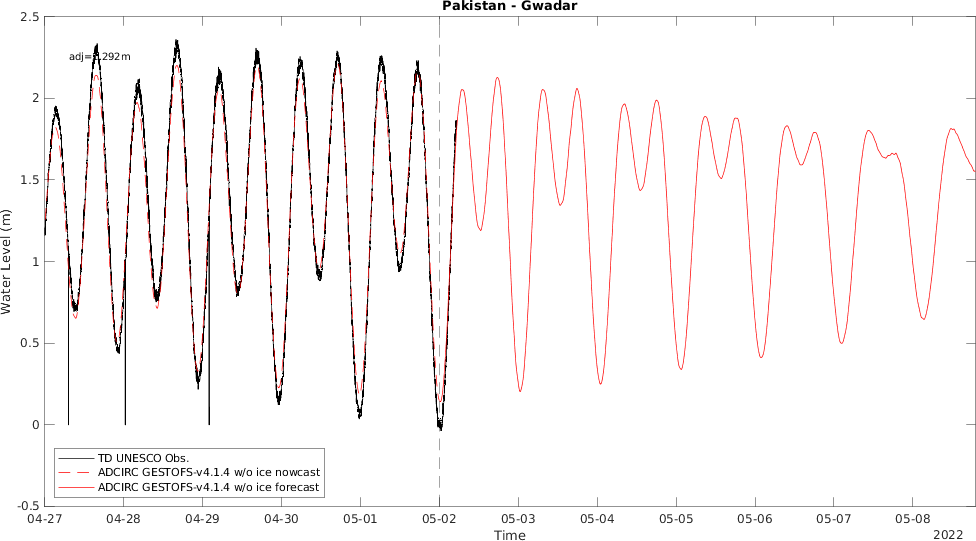 Pakistan - Gwadar
2.5
2
1.5
1
0.5
0
-0.5
Water Level (m)
TD UNESCO Obs.
ADCIRC GESTOFS-v4.1.4 w/o ice nowcast
ADCIRC GESTOFS-v4.1.4 w/o ice forecast
04-27 04-28 04-29 04-30 05-01 05-02 05-03 05-04 05-05 05-06 05-07 05-08
Time
2022